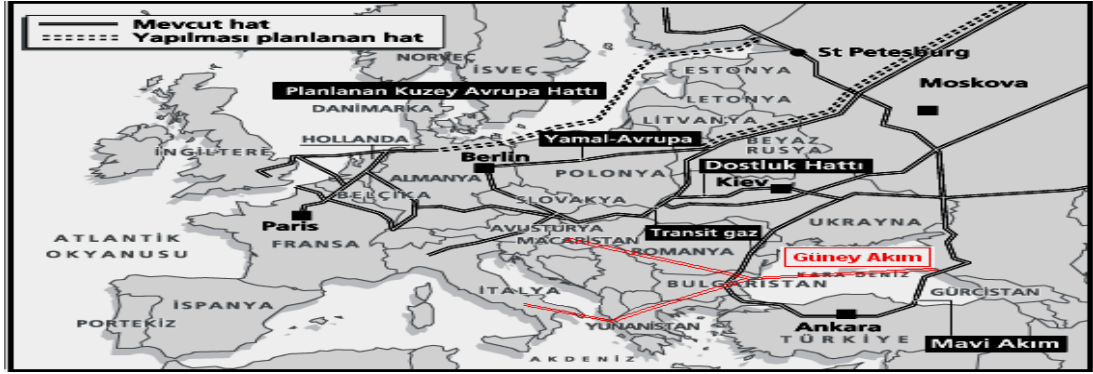 Mevcut hat
Yapılması planlanan hat
NORVEÇ
İSVEÇ
St Petesburg
ESTONYA
Moskova
Planlanan Kuzey Avrupa Hattı
DANİMARKA
LETONYA
LİTVANYA
HOLLANDA
Yamal-Avrupa
BEYAZ
RUSYA
İNGİLTERE
Berlin
Dostluk Hattı
ALMANYA
POLONYA
Kiev
BELÇİKA
SLOVAKYA
Paris
UKRAYNA
ATLANTİK
OKYANUSU
FRANSA
AVUSTURYA
MACARİSTAN
Transit gaz
ROMANYA
Güney Akım
KARA DENİZ
BULGARİSTAN
GÜRCİSTAN
İTALYA
İSPANYA
PORTEKİZ
YUNANİSTAN
Ankara
TÜRKİYE
Mavi Akım
AKDENİZ